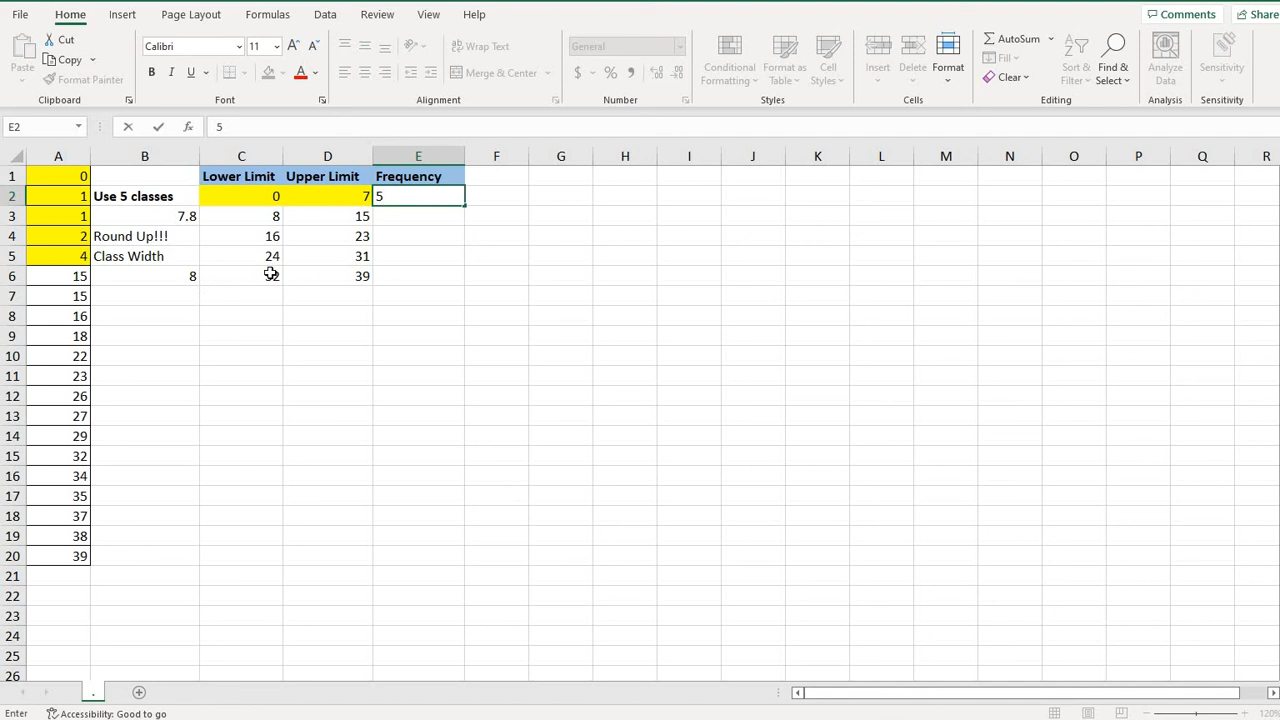 File Home Insert Page Layout Formulas Data Review View Help Comments Share
Paste Cut Copy Format Painter Clipboard
Calibri 11 B I U Font
Wrap Text Merge & Center Alignment
General $ % Number
Conditional Formatting Format as Table Cell Styles Styles
Insert Delete Format Cells
AutoSum Fill Clear Sort & Filter Find & Select Editing
Analyze Data Analysis
Sensitivity Sensitivity
E2 fx 5
A B C D E F G H I J K L M N O P Q R
1 0 Lower Limit Upper Limit Frequency
2 1 Use 5 classes 0 7 5
3 1 7.8 8 15
4 2 Round Up!!! 16 23
5 4 Class Width 24 31
6 15 8 32 39
7 15
8 16
9 18
10 22
11 23
12 26
13 27
14 29
15 32
16 34
17 35
18 37
19 38
20 39
21
22
23
24
25
26
.
Enter Accessibility: Good to go 120%